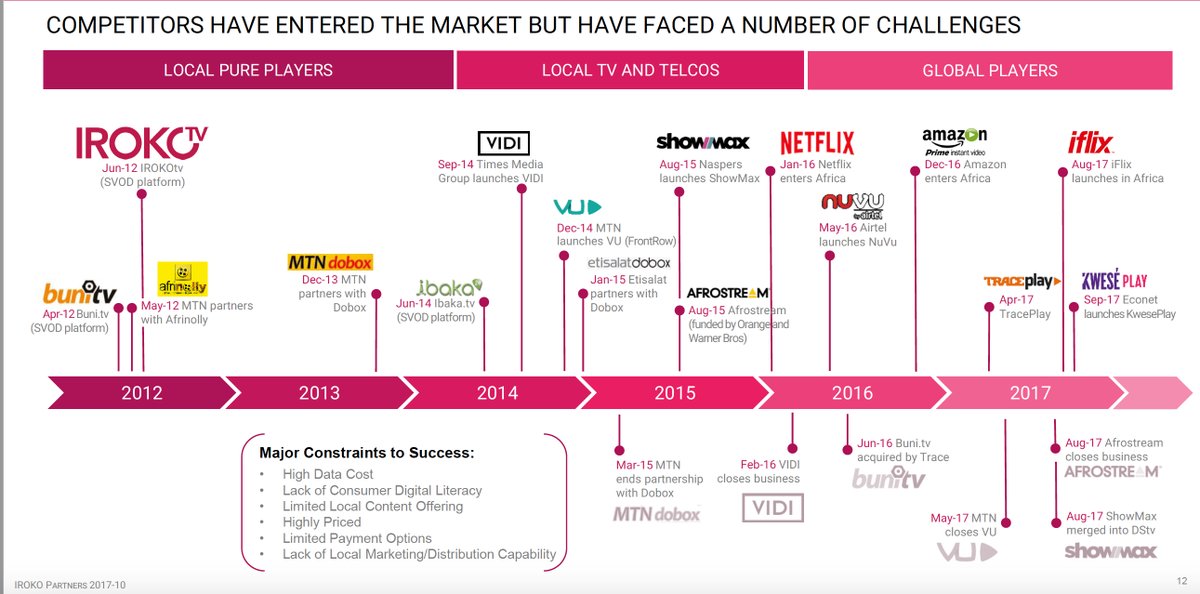 COMPETITORS HAVE ENTERED THE MARKET BUT HAVE FACED A NUMBER OF CHALLENGES
LOCAL PURE PLAYERS
LOCAL TV AND TELCOS
GLOBAL PLAYERS
IROKOTV
Jun-12 IROKOtv
(SVOD platform)
bunitv
Apr-12 Buni.tv
(SVOD platform)
afrinolly
May-12 MTN partners
with Afrinolly
MTN dobox
Dec-13 MTN
partners with
Dobox
ibaka
Jun-14 Ibaka.tv
(SVOD platform)
VIDI
Sep-14 Times Media
Group launches VIDI
VU
Dec-14 MTN
launches VU (FrontRow)
etisalatdobox
Jan-15 Etisalat
partners with
Dobox
showmax
Aug-15 Naspers
launches ShowMax
AFROSTREAM
Aug-15 Afrostream
(funded by Orange and
Warner Bros)
NETFLIX
Jan-16 Netflix
enters Africa
nuvu
by airtel
May-16 Airtel
launches NuVu
amazon
Prime instant video
Dec-16 Amazon
enters Africa
TRACEplay
Apr-17
TracePlay
iflix
Aug-17 iFlix
launches in Africa
KWESÉ PLAY
Sep-17 Econet
launches KwesePlay
2012
2013
2014
2015
2016
2017
Major Constraints to Success:
• High Data Cost
• Lack of Consumer Digital Literacy
• Limited Local Content Offering
• Highly Priced
• Limited Payment Options
• Lack of Local Marketing/Distribution Capability
Mar-15 MTN
ends partnership
with Dobox
MTN dobox
Feb-16 VIDI
closes business
VIDI
Jun-16 Buni.tv
acquired by Trace
bunitv
May-17 MTN
closes VU
VU
Aug-17 Afrostream
closes business
AFROSTREAM
Aug-17 ShowMax
merged into DStv
showmax
IROKO PARTNERS 2017-10
12